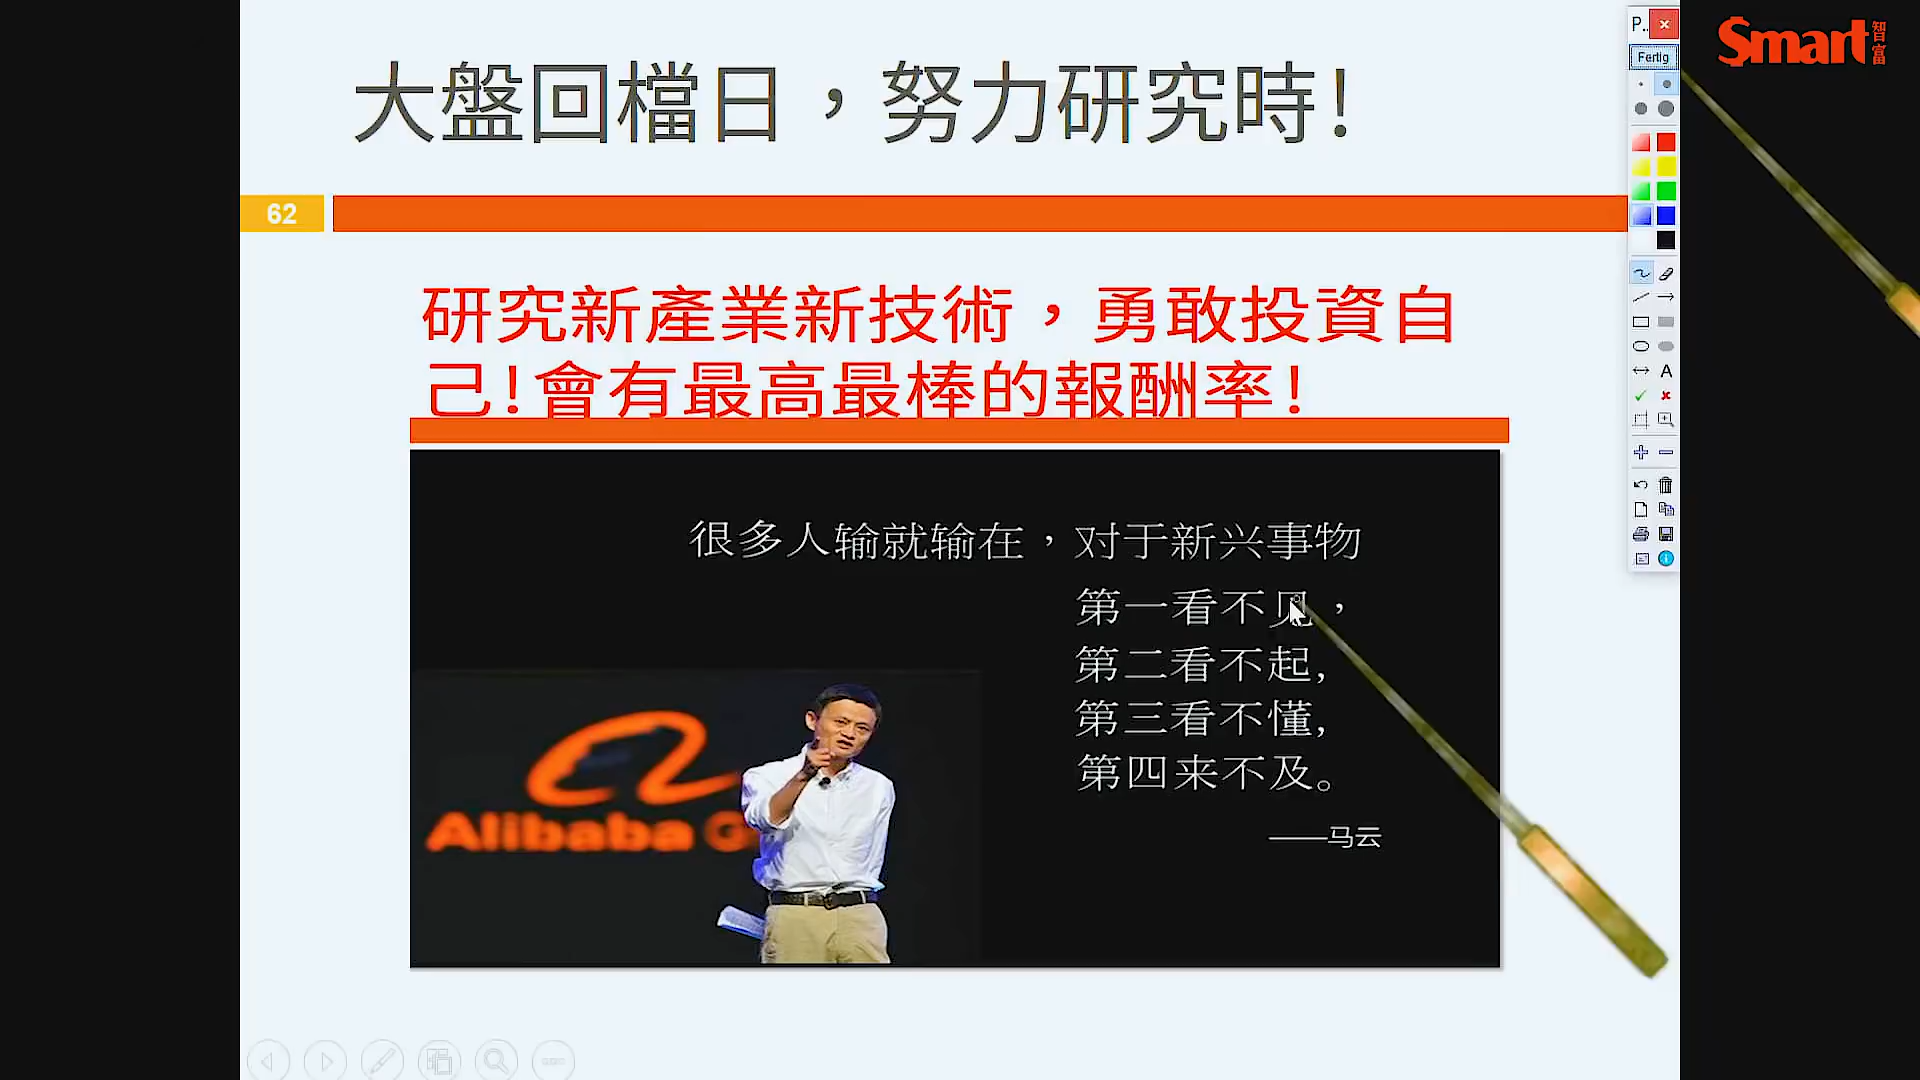 大盤回檔日，努力研究時!
62
研究新產業新技術，勇敢投資自
己!會有最高最棒的報酬率!
很多人输就输在，对于新兴事物
第一看不见，
第二看不起,
第三看不懂,
第四来不及。
——马云
Alibaba G
P..
Fertig
A
Smart 智富